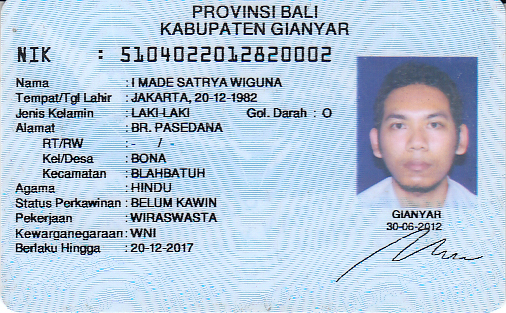 PROVINSI BALI
KABUPATEN GIANYAR
NIK : 5104022012820002
Nama : I MADE SATRYA WIGUNA
Tempat/Tgl Lahir : JAKARTA, 20-12-1982
Jenis Kelamin : LAKI-LAKI Gol. Darah : O
Alamat : BR. PASEDANA
RT/RW : - / -
Kel/Desa : BONA
Kecamatan : BLAHBATUH
Agama : HINDU
Status Perkawinan : BELUM KAWIN
Pekerjaan : WIRASWASTA
Kewarganegaraan : WNI
Berlaku Hingga : 20-12-2017
GIANYAR
30-06-2012